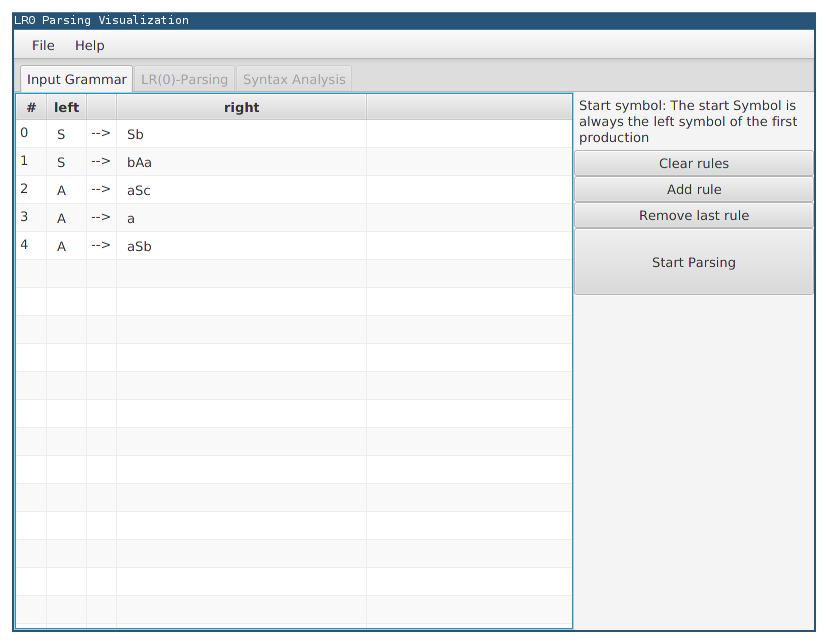 LR0 Parsing Visualization
File Help
Input Grammar LR(0)-Parsing Syntax Analysis
# left right
0 S --> Sb
1 S --> bAa
2 A --> aSc
3 A --> a
4 A --> aSb
Start symbol: The start Symbol is
always the left symbol of the first
production
Clear rules
Add rule
Remove last rule
Start Parsing